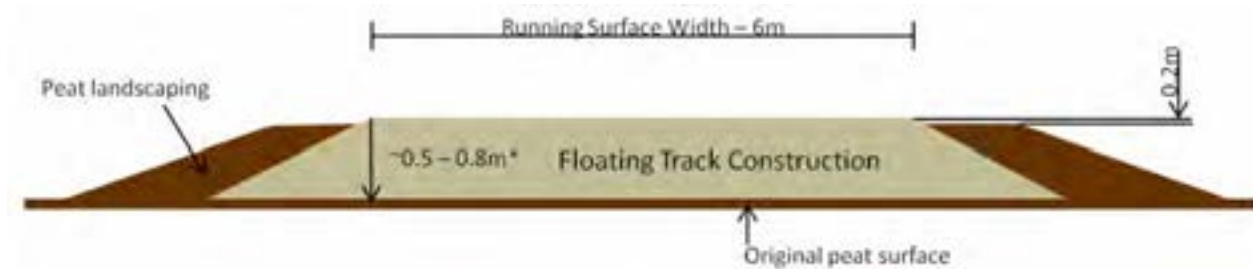 Running Surface Width – 6m
0.2m
Peat landscaping
~0.5 – 0.8m*
Floating Track Construction
Original peat surface